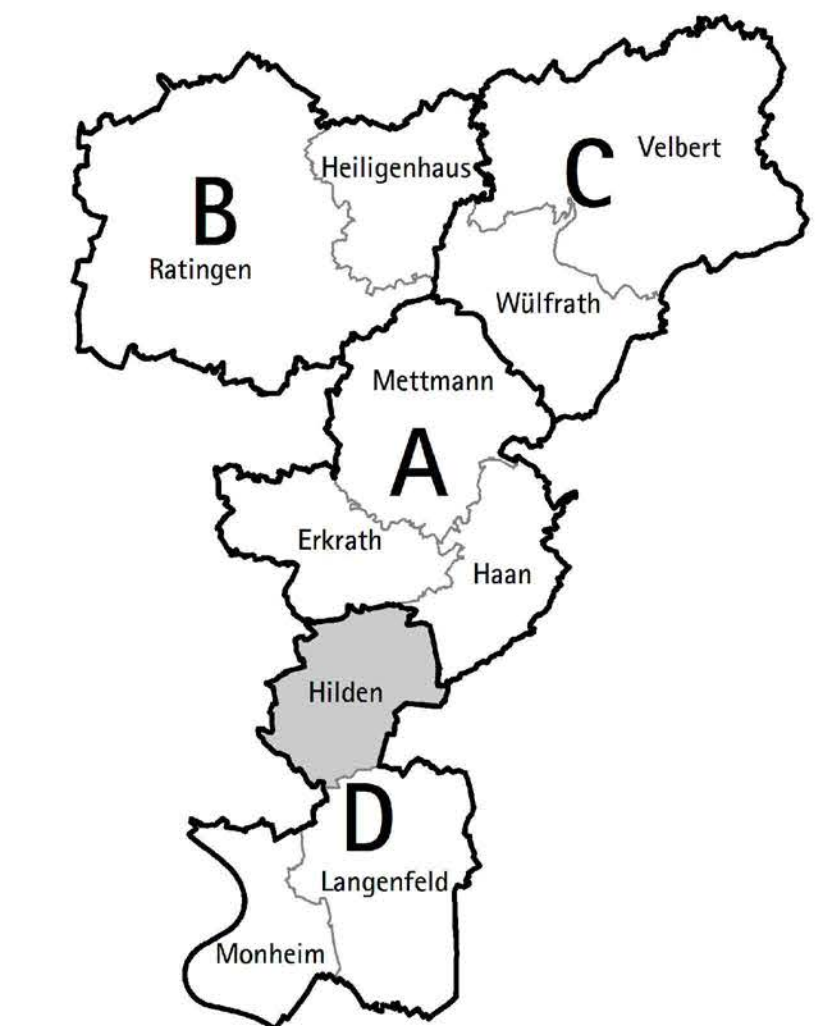 C
Velbert
Heiligenhaus
B
Ratingen
Wülfrath
Mettmann
A
Erkrath
Haan
Hilden
D
Langenfeld
Monheim